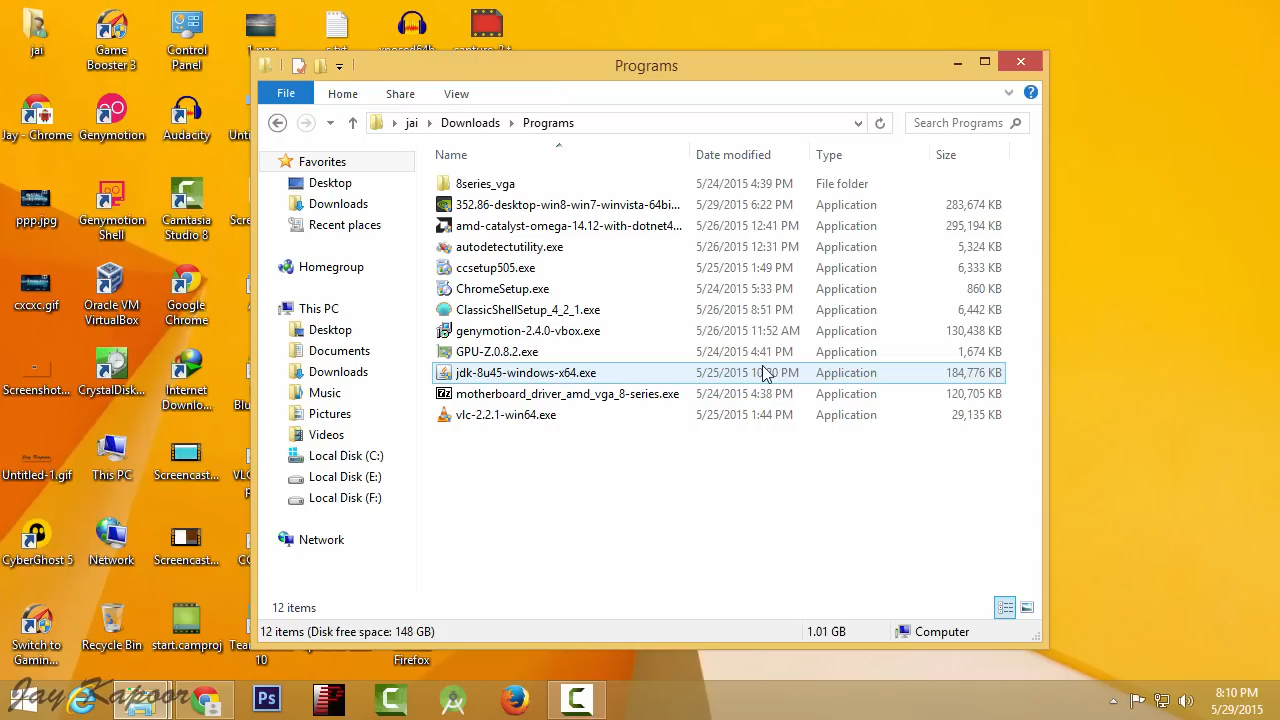 jai
Game
Booster 3
Control
Panel
1.png
s.txt
Programs
File
Home
Share
View
jai
Downloads
Programs
Search Programs
Name
Date modified
Type
Size
Favorites
Desktop
Downloads
Recent places
Homegroup
This PC
Desktop
Documents
Downloads
Music
Pictures
Videos
Local Disk (C:)
Local Disk (E:)
Local Disk (F:)
Network
8series_vga 5/24/2015 4:39 PM File folder
352.86-desktop-win8-win7-winvista-64bi... 5/29/2015 6:22 PM Application 283,674 KB
amd-catalyst-omega-14.12-with-dotnet4... 5/26/2015 12:41 PM Application 295,194 KB
autodetectutility.exe 5/26/2015 12:31 PM Application 5,324 KB
ccsetup505.exe 5/25/2015 1:49 PM Application 6,333 KB
ChromeSetup.exe 5/24/2015 5:33 PM Application 860 KB
ClassicShellSetup_4_2_1.exe 5/26/2015 8:51 PM Application 6,442 KB
genymotion-2.4.0-vbox.exe 5/26/2015 11:52 AM Application 130,438 KB
GPU-Z.0.8.2.exe 5/24/2015 4:41 PM Application 1,674 KB
jdk-8u45-windows-x64.exe 5/25/2015 PM Application 184,776 KB
motherboard_driver_amd_vga_8-series.exe 5/24/2015 4:38 PM Application 120,705 KB
vlc-2.2.1-win64.exe 5/25/2015 1:44 PM Application 29,135 KB
12 items
12 items (Disk free space: 148 GB)
1.01 GB
Computer
Jay - Chrome
Genymotion
Audacity
ppp.jpg
Genymotion
Shell
Camtasia
Studio 8
cxcxc.gif
Oracle VM
VirtualBox
Google
Chrome
Screenshot...
CrystalDisk...
Internet
Downlo...
Untitled-1.gif
This PC
Screencast...
CyberGhost 5
Network
Screencast...
Switch to
Gamin...
Recycle Bin
start.camproj
10
Firefox
Jay Kapoor
Ps
8:10 PM
5/29/2015